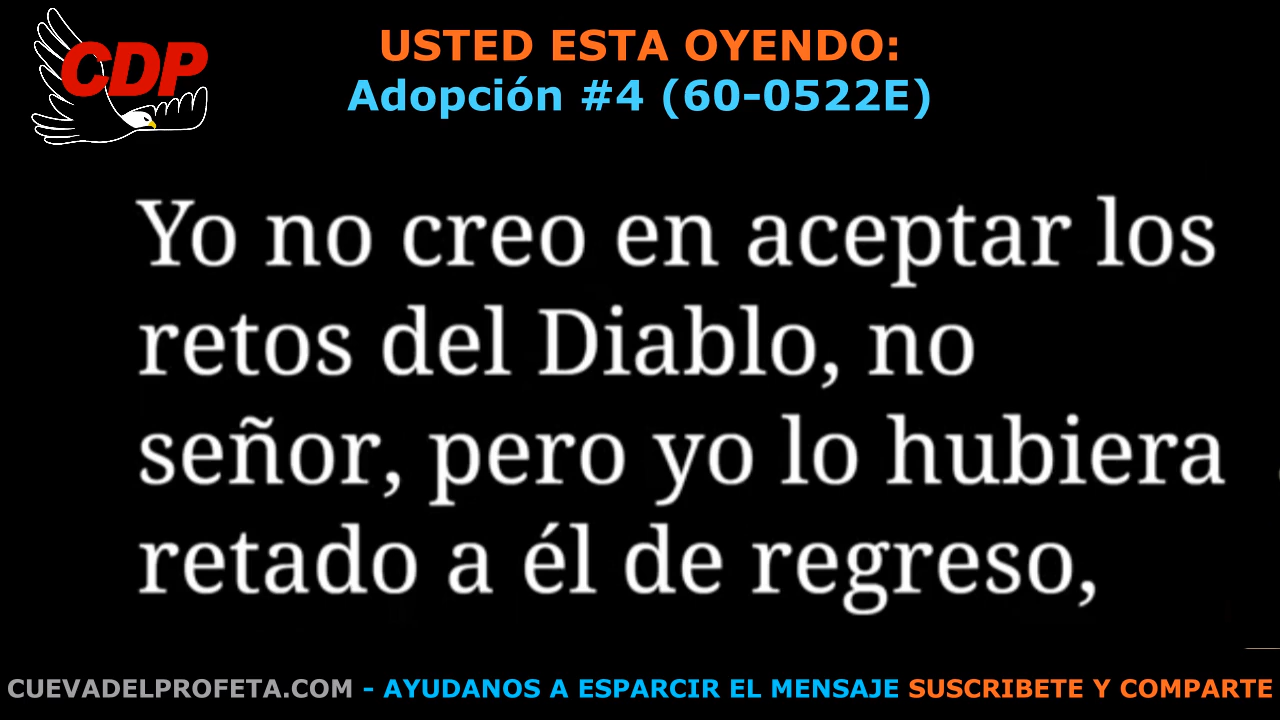 CDP
USTED ESTA OYENDO:
Adopción #4 (60-0522E)
Yo no creo en aceptar los
retos del Diablo, no
señor, pero yo lo hubiera
retado a él de regreso,
CUEVADELPROFETA.COM - AYUDANOS A ESPARCIR EL MENSAJE SUSCRIBETE Y COMPARTE